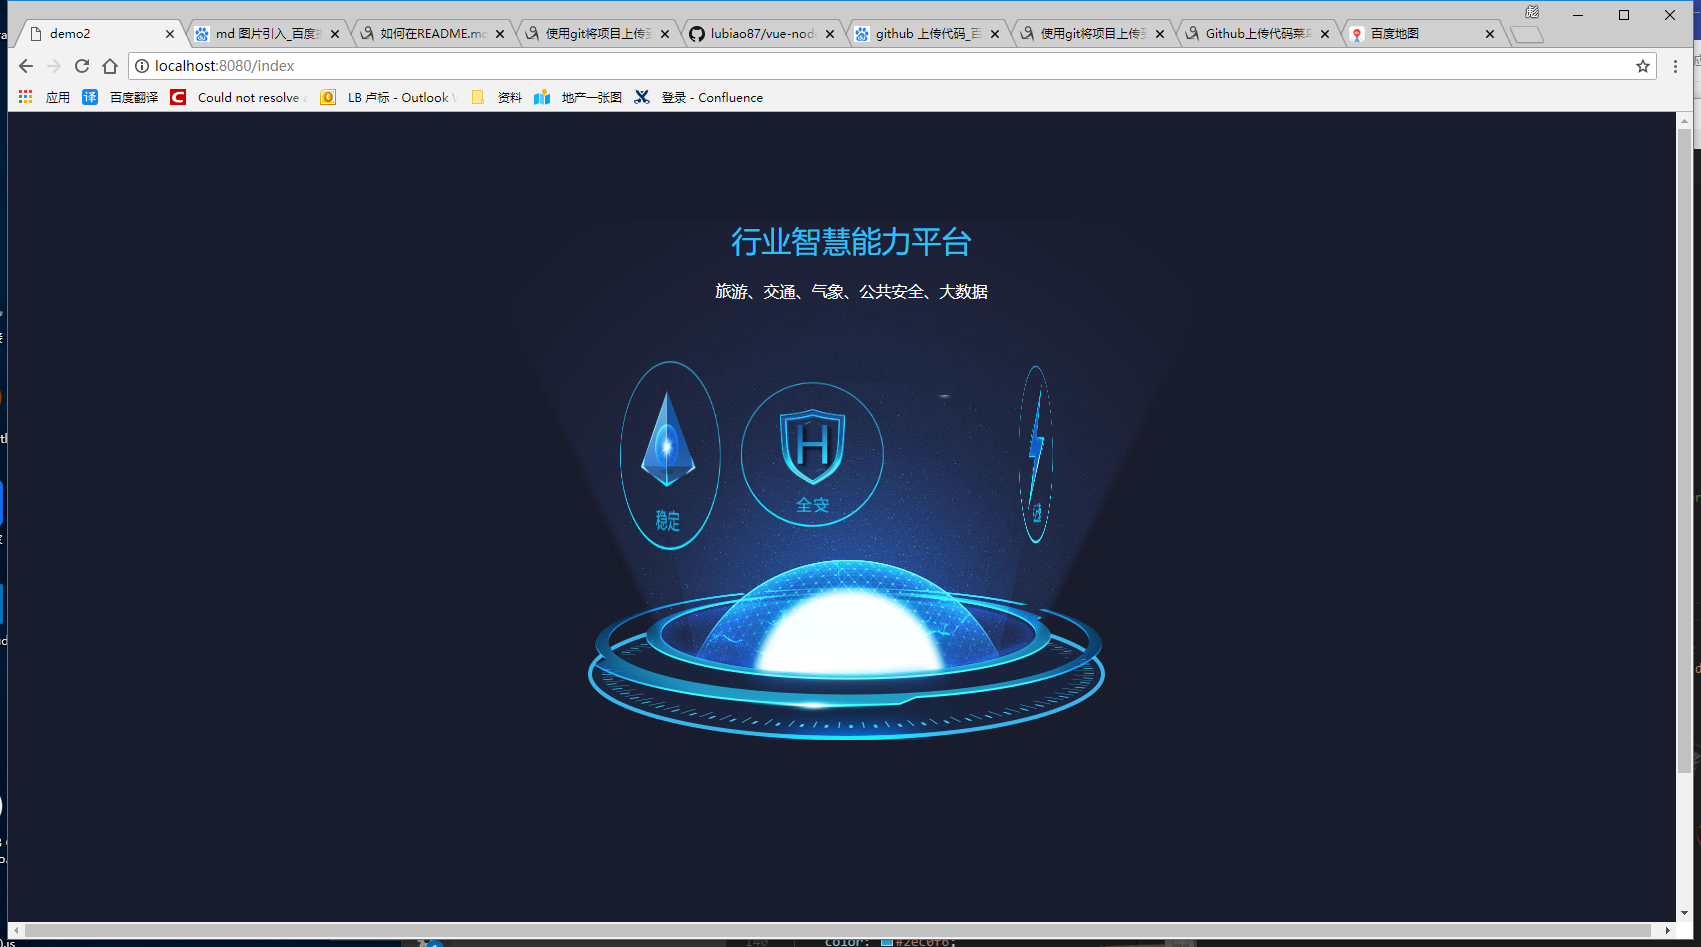 彪
demo2
md 图片引入_百度
如何在README.md
使用git将项目上传
lubiao87/vue-node
github 上传代码_百
使用git将项目上传
Github上传代码菜
百度地图
localhost:8080/index
应用
译 百度翻译
Could not resolve
LB 卢标 - Outlook
资料
地产一张图
登录 - Confluence
行业智慧能力平台
旅游、交通、气象、公共安全、大数据
H
全安
稳定
140 color: #2ec0f6;